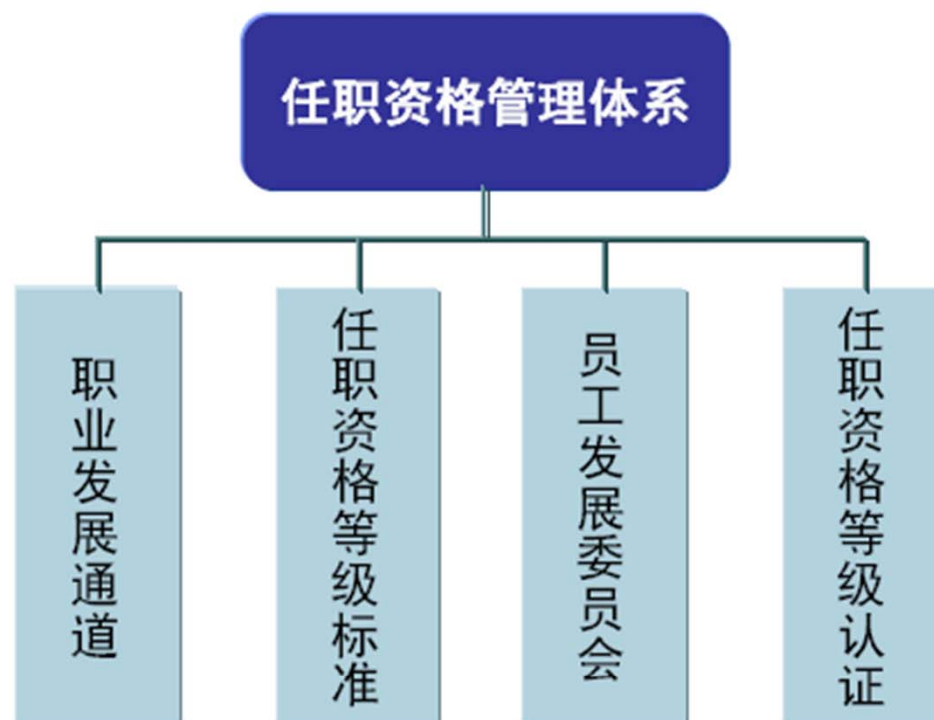 任职资格管理体系
职业发展通道
任职资格等级标准
员工发展委员会
任职资格等级认证